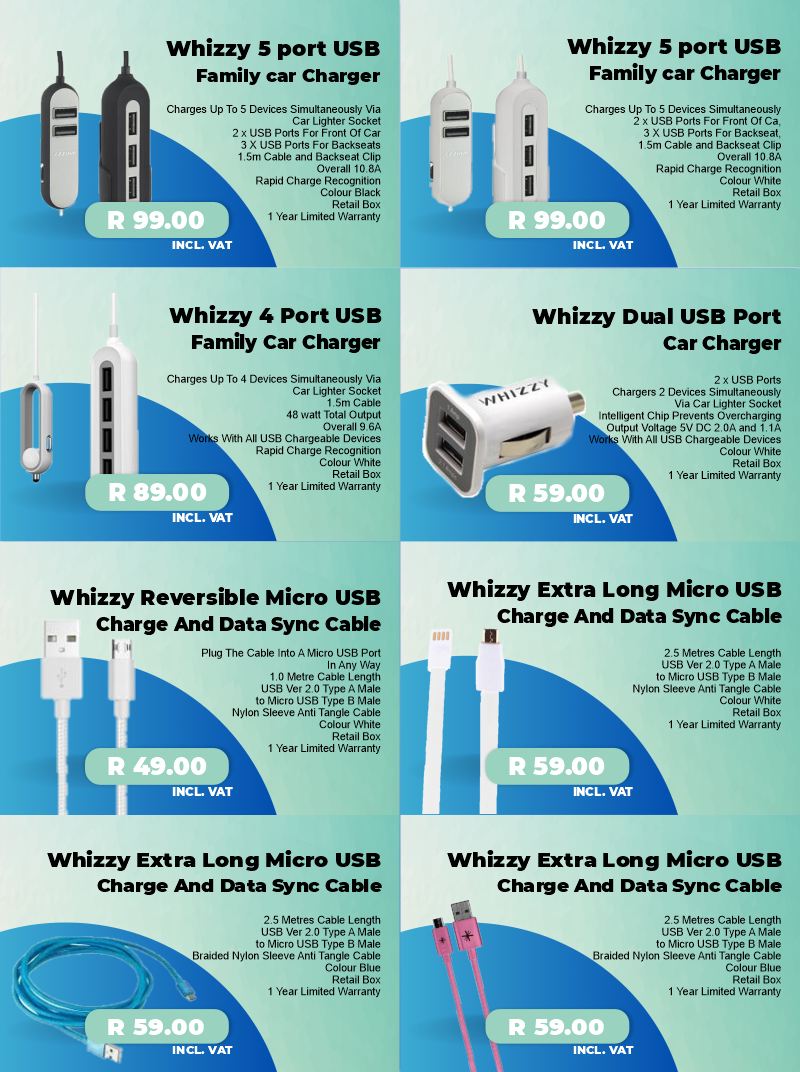 Whizzy 5 port USB
Family car Charger
Charges Up To 5 Devices Simultaneously Via
Car Lighter Socket
2 x USB Ports For Front Of Car
3 X USB Ports For Backseats
1.5m Cable and Backseat Clip
Overall 10.8A
Rapid Charge Recognition
Colour Black
Retail Box
1 Year Limited Warranty
R 99.00
INCL. VAT
Whizzy 5 port USB
Family car Charger
Charges Up To 5 Devices Simultaneously
2 x USB Ports For Front Of Ca,
3 X USB Ports For Backseat,
1.5m Cable and Backseat Clip
Overall 10.8A
Rapid Charge Recognition
Colour White
Retail Box
1 Year Limited Warranty
R 99.00
INCL. VAT
Whizzy 4 Port USB
Family Car Charger
Charges Up To 4 Devices Simultaneously Via
Car Lighter Socket
1.5m Cable
48 watt Total Output
Overall 9.6A
Works With All USB Chargeable Devices
Rapid Charge Recognition
Colour White
Retail Box
1 Year Limited Warranty
R 89.00
INCL. VAT
Whizzy Dual USB Port
Car Charger
WHIZZY
2 x USB Ports
Chargers 2 Devices Simultaneously
Via Car Lighter Socket
Intelligent Chip Prevents Overcharging
Output Voltage 5V DC 2.0A and 1.1A
Works With All USB Chargeable Devices
Colour White
Retail Box
1 Year Limited Warranty
R 59.00
INCL. VAT
Whizzy Reversible Micro USB
Charge And Data Sync Cable
Plug The Cable Into A Micro USB Port
In Any Way
1.0 Metre Cable Length
USB Ver 2.0 Type A Male
to Micro USB Type B Male
Nylon Sleeve Anti Tangle Cable
Colour White
Retail Box
1 Year Limited Warranty
R 49.00
INCL. VAT
Whizzy Extra Long Micro USB
Charge And Data Sync Cable
2.5 Metres Cable Length
USB Ver 2.0 Type A Male
to Micro USB Type B Male
Nylon Sleeve Anti Tangle Cable
Colour White
Retail Box
1 Year Limited Warranty
R 59.00
INCL. VAT
Whizzy Extra Long Micro USB
Charge And Data Sync Cable
2.5 Metres Cable Length
USB Ver 2.0 Type A Male
to Micro USB Type B Male
Braided Nylon Sleeve Anti Tangle Cable
Colour Blue
Retail Box
1 Year Limited Warranty
R 59.00
INCL. VAT
Whizzy Extra Long Micro USB
Charge And Data Sync Cable
2.5 Metres Cable Length
USB Ver 2.0 Type A Male
to Micro USB Type B Male
Braided Nylon Sleeve Anti Tangle Cable
Colour Blue
Retail Box
1 Year Limited Warranty
R 59.00
INCL. VAT